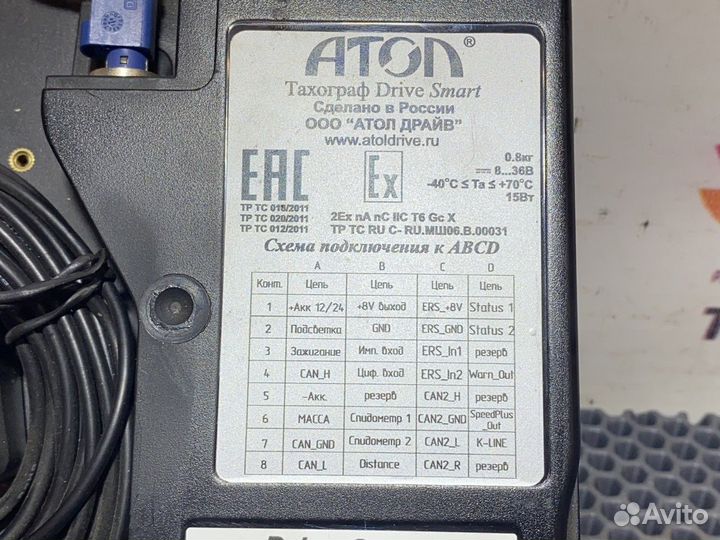 АТОЛ®
Тахограф Drive Smart
Сделано в России
ООО "АТОЛ ДРАЙВ"
www.atoldrive.ru
EAC
Ex
0.8кг
8...36В
-40°C ≤ Ta ≤ +70°C
15Вт
ТР ТС 018/2011
ТР ТС 020/2011
ТР ТС 012/2011
2Ex nA nC IIC T6 Gc X
ТР ТС RU C- RU.МШ06.В.00031
Схема подключения к ABCD
A B C D
Конт. Цепь Цепь Цепь Цепь
1 +Акк 12/24 +8V выход ERS_+8V Status 1
2 Подсветка GND ERS_GND Status 2
3 Зажигание Имп. вход ERS_In1 резерв
4 CAN_H Циф. вход ERS_In2 Warn_Out
5 -Акк. резерв CAN2_H резерв
6 МАССА Спидометр 1 CAN2_GND SpeedPlus_Out
7 CAN_GND Спидометр 2 CAN2_L K-LINE
8 CAN_L Distance CAN2_R резерв
Avito